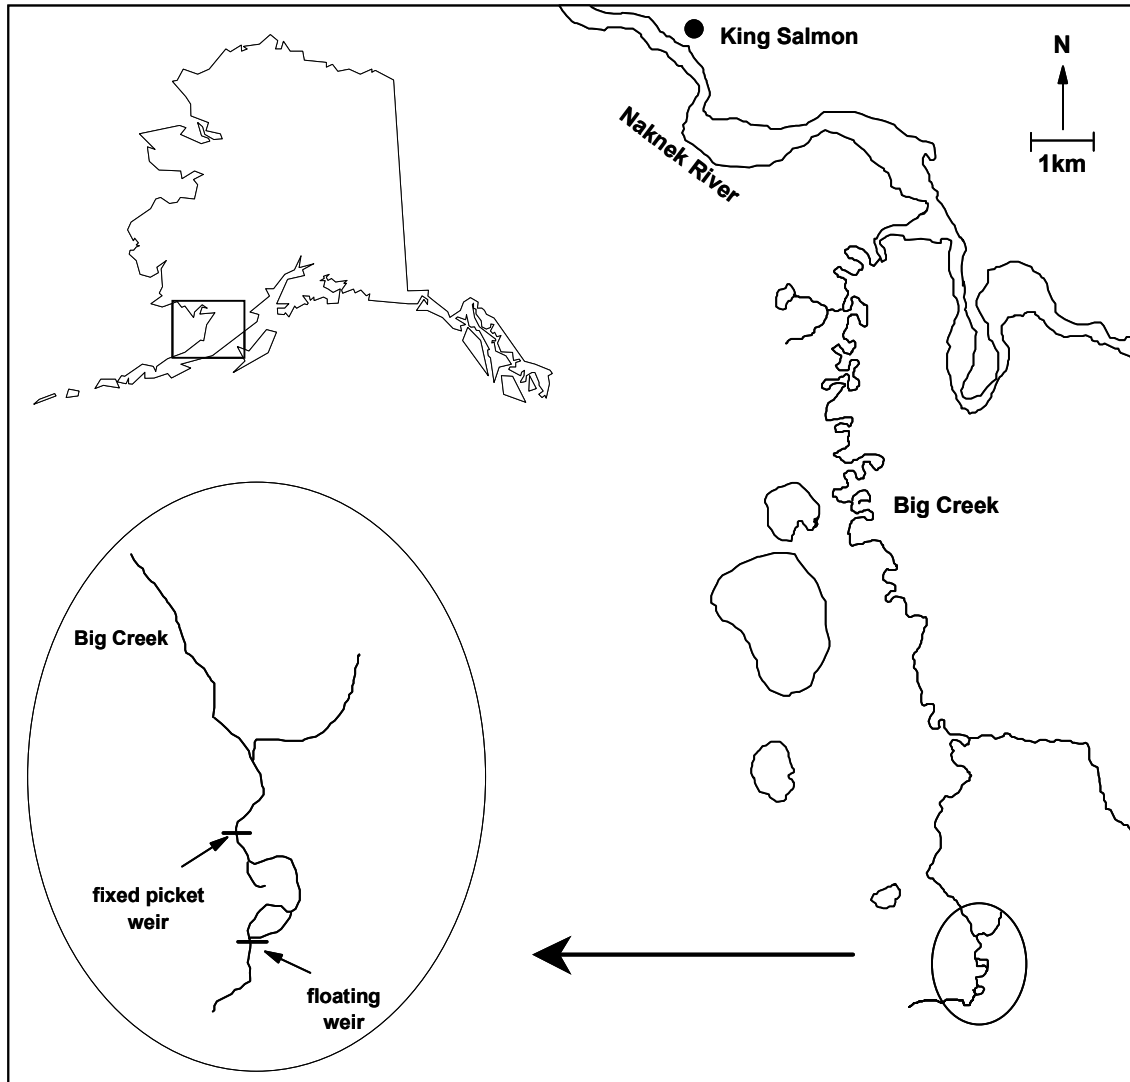 King Salmon
N
1km
Naknek River
Big Creek
Big Creek
fixed picket
weir
floating
weir